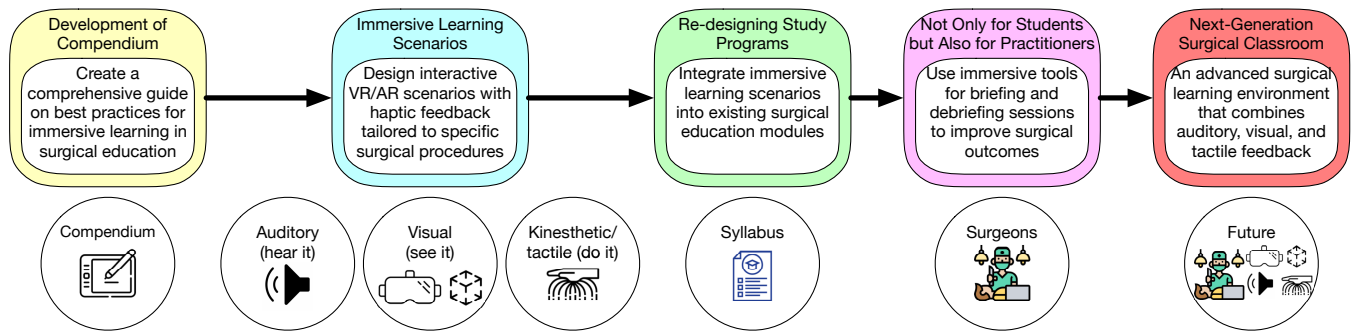 Development of
Compendium
Create a
comprehensive guide
on best practices for
immersive learning in
surgical education
Immersive Learning
Scenarios
Design interactive
VR/AR scenarios with
haptic feedback
tailored to specific
surgical procedures
Re-designing Study
Programs
Integrate immersive
learning scenarios
into existing surgical
education modules
Not Only for Students
but Also for Practitioners
Use immersive tools
for briefing and
debriefing sessions
to improve surgical
outcomes
Next-Generation
Surgical Classroom
An advanced surgical
learning environment
that combines
auditory, visual, and
tactile feedback
Compendium
Auditory
(hear it)
Visual
(see it)
Kinesthetic/
tactile (do it)
Syllabus
Surgeons
Future